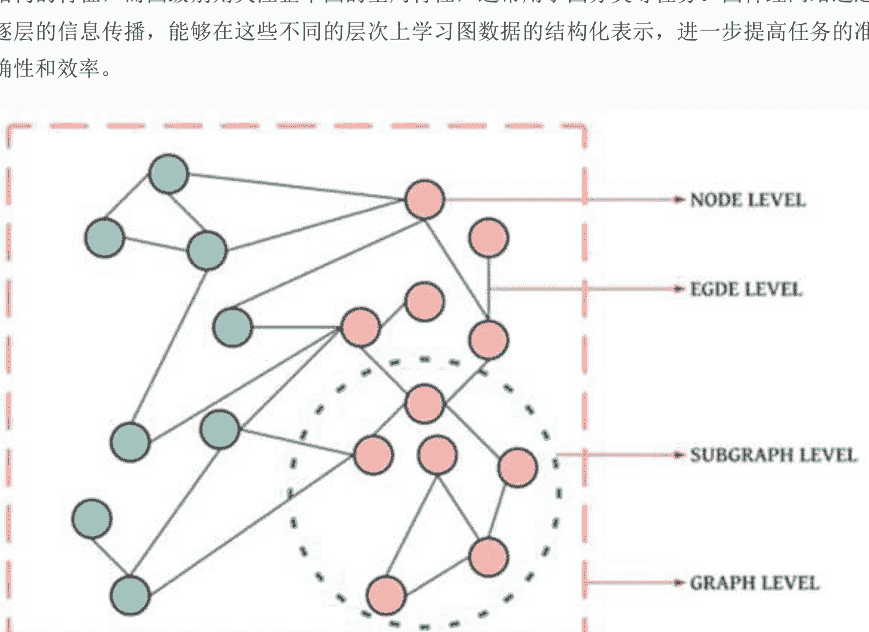 逐层的信息传播，能够在这些不同的层次上学习图数据的结构化表示，进一步提高任务的准
确性和效率。
NODE LEVEL
EGDE LEVEL
SUBGRAPH LEVEL
GRAPH LEVEL